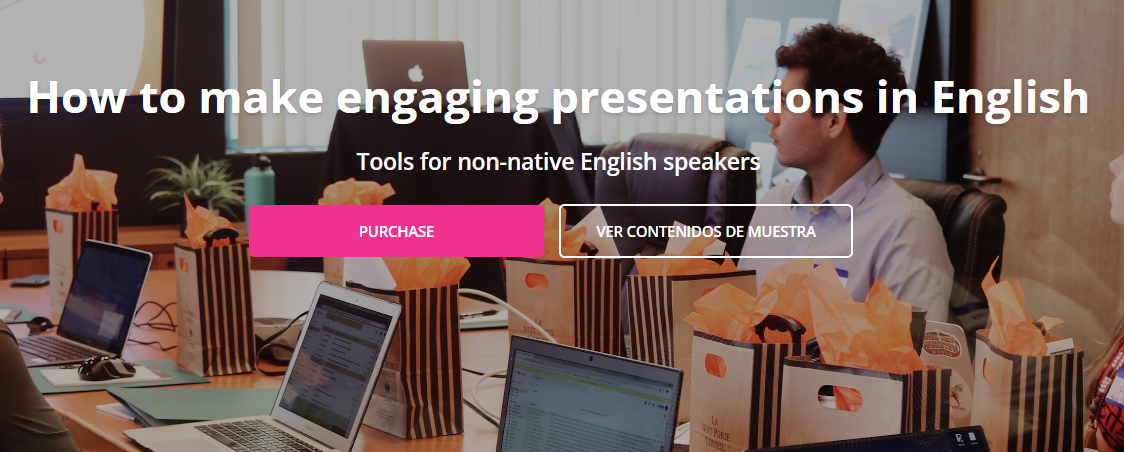 How to make engaging presentations in English
Tools for non-native English speakers
PURCHASE
VER CONTENIDOS DE MUESTRA